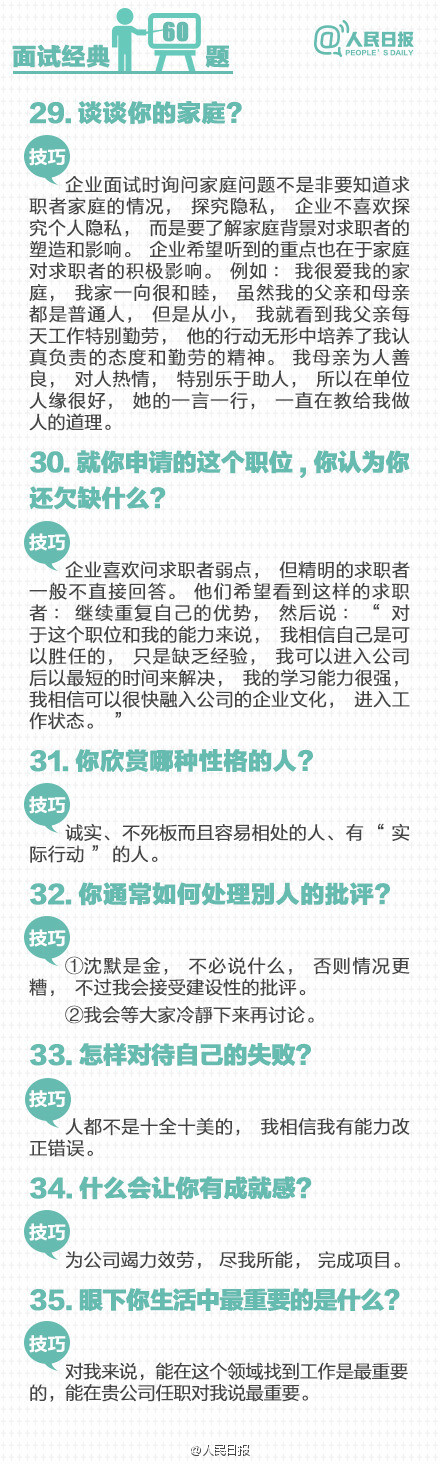 面试经典60题
@人民日报
PEOPLE'S DAILY
29. 谈谈你的家庭？
技巧
企业面试时询问家庭问题不是非要知道求
职者家庭的情况， 探究隐私， 企业不喜欢探
究个人隐私， 而是要了解家庭背景对求职者的
塑造和影响。 企业希望听到的重点也在于家庭
对求职者的积极影响。 例如： 我很爱我的家
庭， 我家一向很和睦， 虽然我的父亲和母亲
都是普通人， 但是从小， 我就看到我父亲每
天工作特别勤劳， 他的行动无形中培养了我认
真负责的态度和勤劳的精神。 我母亲为人善
良， 对人热情， 特别乐于助人， 所以在单位
人缘很好， 她的一言一行， 一直在教给我做
人的道理。
30. 就你申请的这个职位，你认为你
还欠缺什么？
技巧
企业喜欢问求职者弱点， 但精明的求职者
一般不直接回答。 他们希望看到这样的求职
者： 继续重复自己的优势， 然后说： “ 对
于这个职位和我的能力来说， 我相信自己是可
以胜任的， 只是缺乏经验， 我可以进入公司
后以最短的时间来解决， 我的学习能力很强，
我相信可以很快融入公司的企业文化， 进入工
作状态。 ”
31. 你欣赏哪种性格的人？
技巧
诚实、不死板而且容易相处的人、有 “ 实
际行动 ” 的人。
32. 你通常如何处理别人的批评？
技巧
①沈默是金， 不必说什么， 否则情况更
糟， 不过我会接受建设性的批评。
②我会等大家冷静下来再讨论。
33. 怎样对待自己的失败？
技巧
人都不是十全十美的， 我相信我有能力改
正错误。
34. 什么会让你有成就感？
技巧
为公司竭力效劳， 尽我所能， 完成项目。
35. 眼下你生活中最重要的是什么？
技巧
对我来说，能在这个领域找到工作是最重要
的，能在贵公司任职对我说最重要。
@人民日报